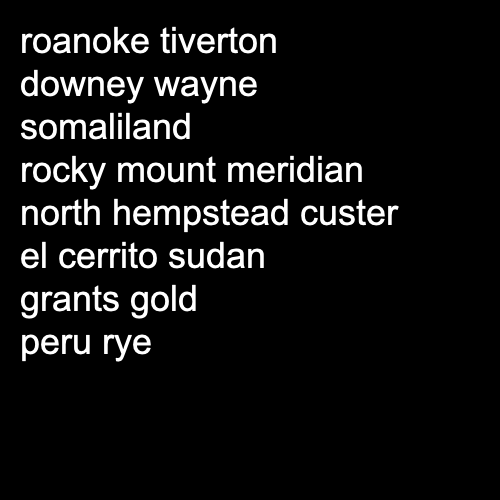 roanoke tiverton
downey wayne
somaliland
rocky mount meridian
north hempstead custer
el cerrito sudan
grants gold
peru rye